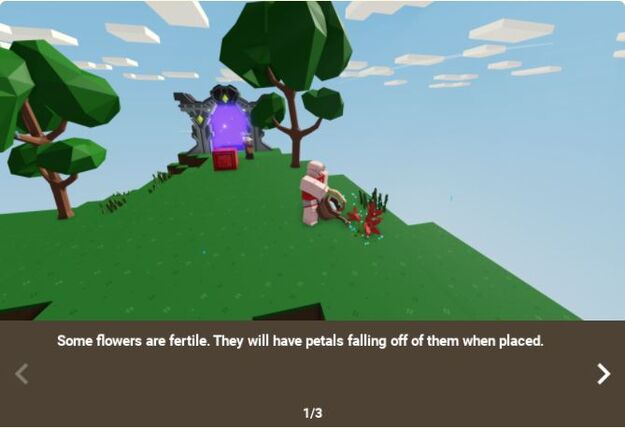 Some flowers are fertile. They will have petals falling off of them when placed.
1/3